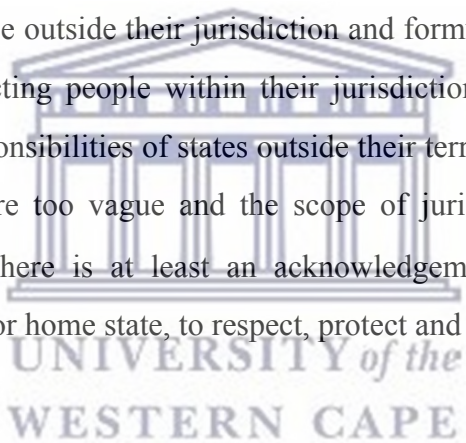 e outside their jurisdiction and form
cting people within their jurisdiction
onsibilities of states outside their terr
re too vague and the scope of juri
here is at least an acknowledgem
or home state, to respect, protect and
UNIVERSITY of the
WESTERN CAPE